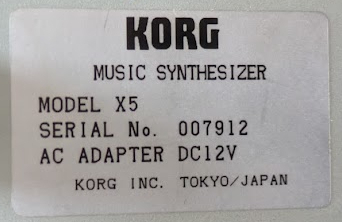 KORG
MUSIC SYNTHESIZER
MODEL X5
SERIAL No. 007912
AC ADAPTER DC12V
KORG INC. TOKYO/JAPAN